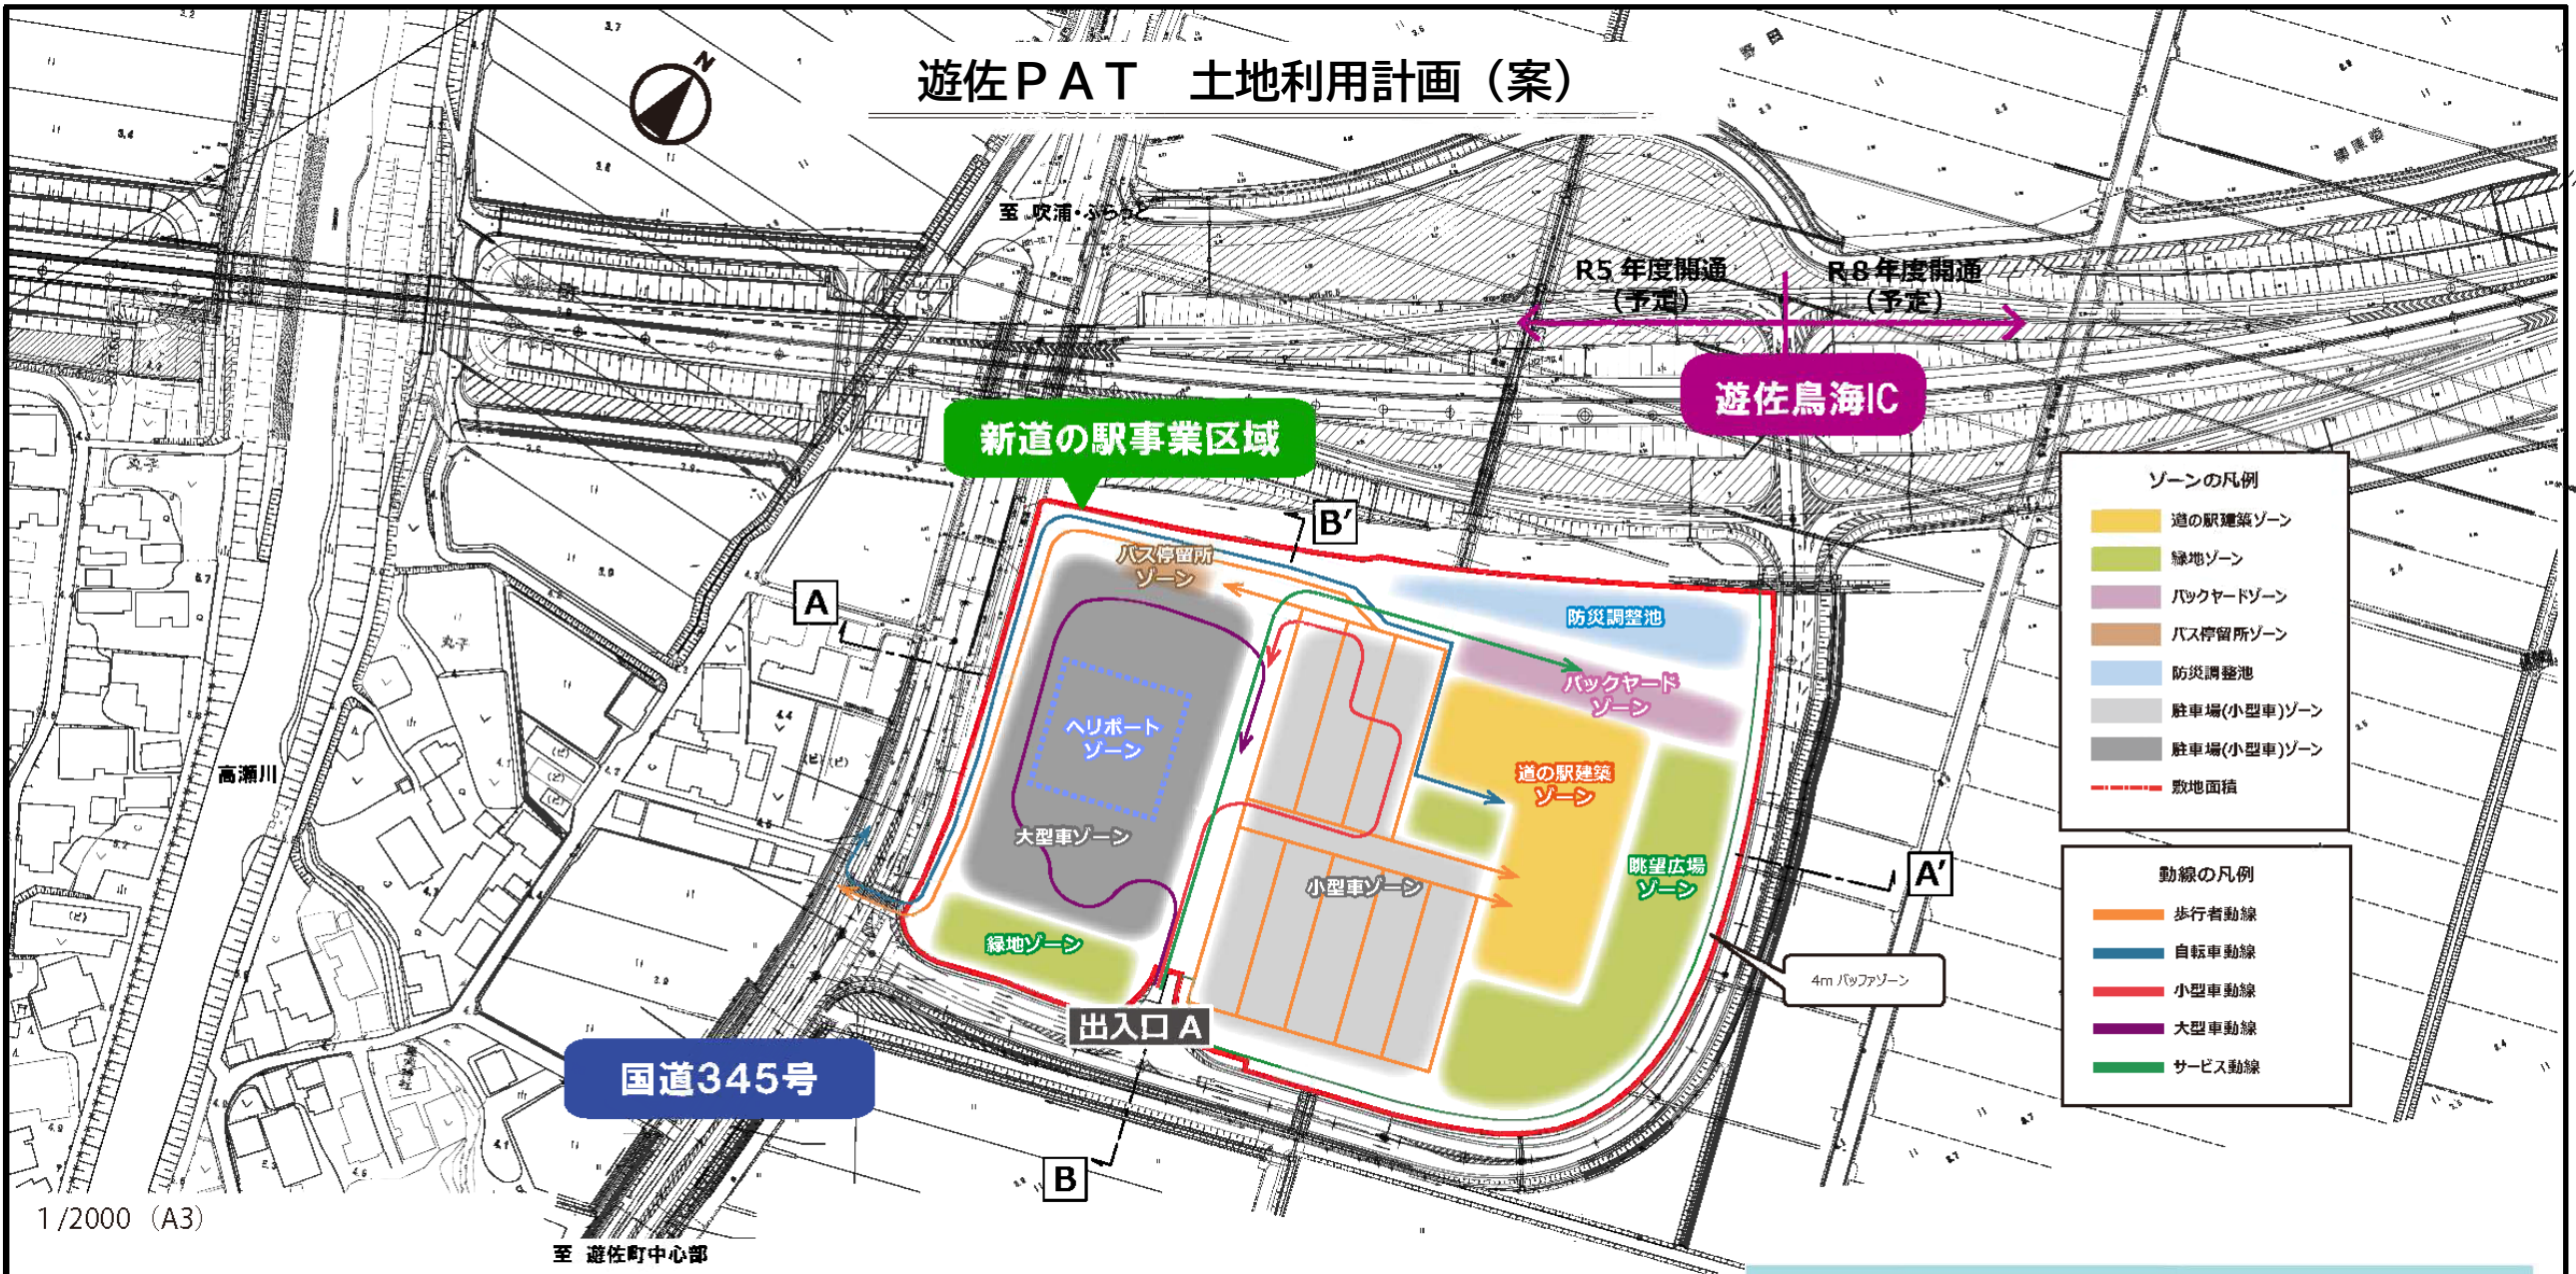 遊佐ＰＡＴ　土地利用計画（案）
N
至 吹浦・ふらっと
R5 年度開通
（予定）
R8 年度開通
（予定）
遊佐鳥海IC
新道の駅事業区域
B′
A
バス停留所
ゾーン
防災調整池
バックヤード
ゾーン
ヘリポート
ゾーン
道の駅建築
ゾーン
大型車ゾーン
小型車ゾーン
眺望広場
ゾーン
A′
緑地ゾーン
4m バッファゾーン
出入口 A
国道345号
B
高瀬川
丸子
丸子
1/2000（A3）
至 遊佐町中心部
ゾーンの凡例
道の駅建築ゾーン
緑地ゾーン
バックヤードゾーン
バス停留所ゾーン
防災調整池
駐車場(小型車)ゾーン
駐車場(小型車)ゾーン
敷地面積
動線の凡例
歩行者動線
自転車動線
小型車動線
大型車動線
サービス動線